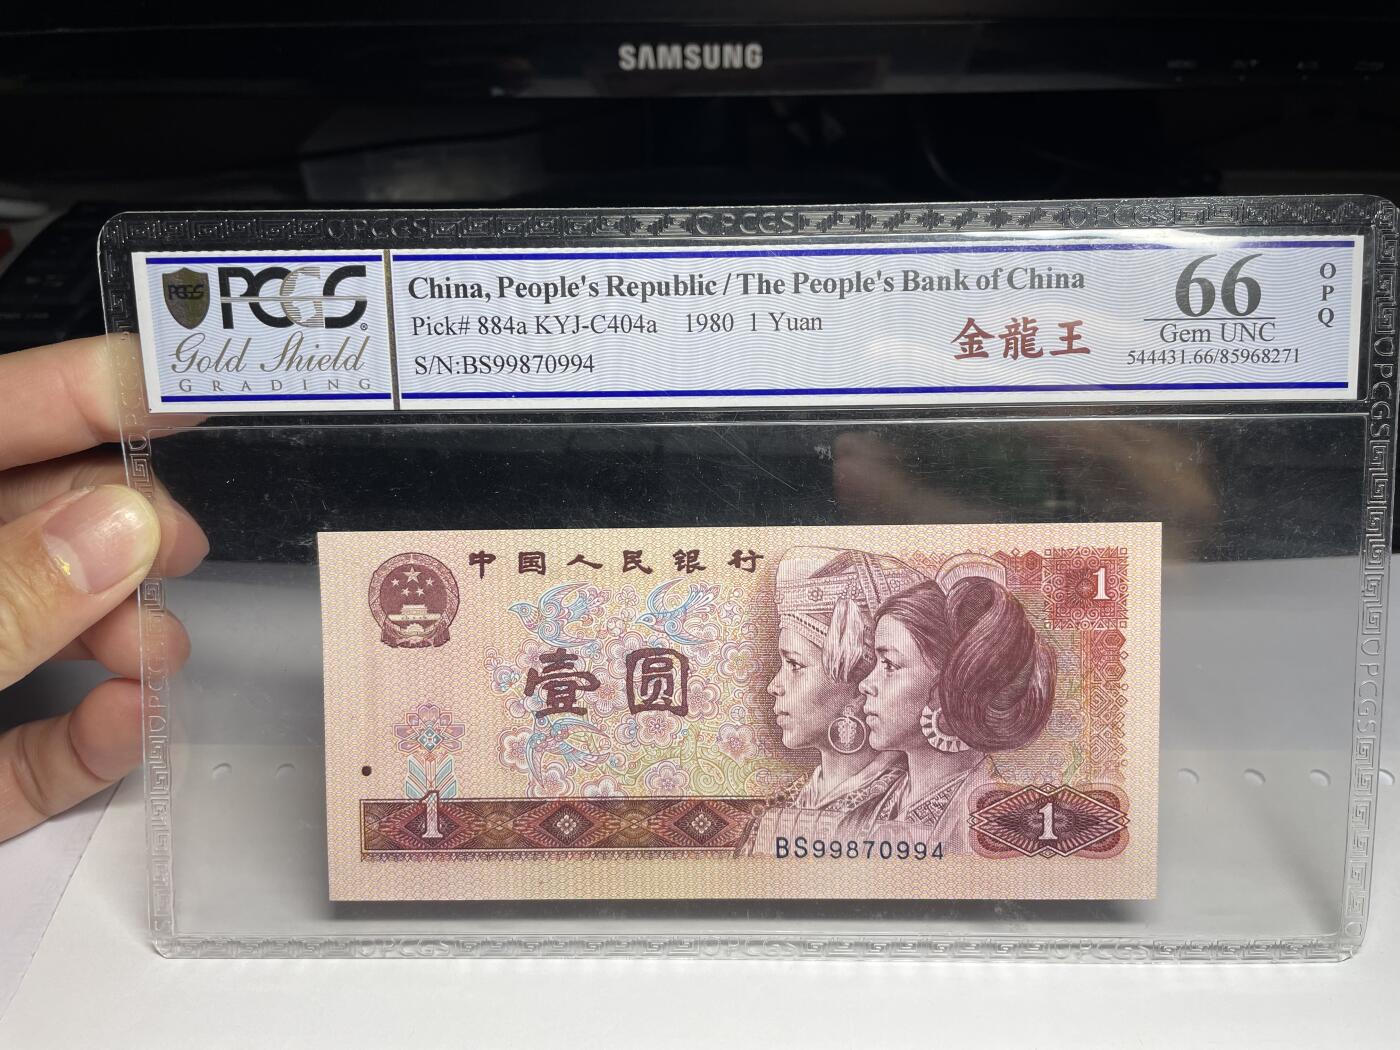 SAMSUNG
PCGS
PCGS
Gold Shield
GRADING
China, People's Republic / The People's Bank of China
Pick# 884a KYJ-C404a 1980 1 Yuan
S/N:BS99870994
金龍王
66
Gem UNC
544431.66/85968271
OPQ
中国人民银行
1
壹圆
1
1
BS99870994